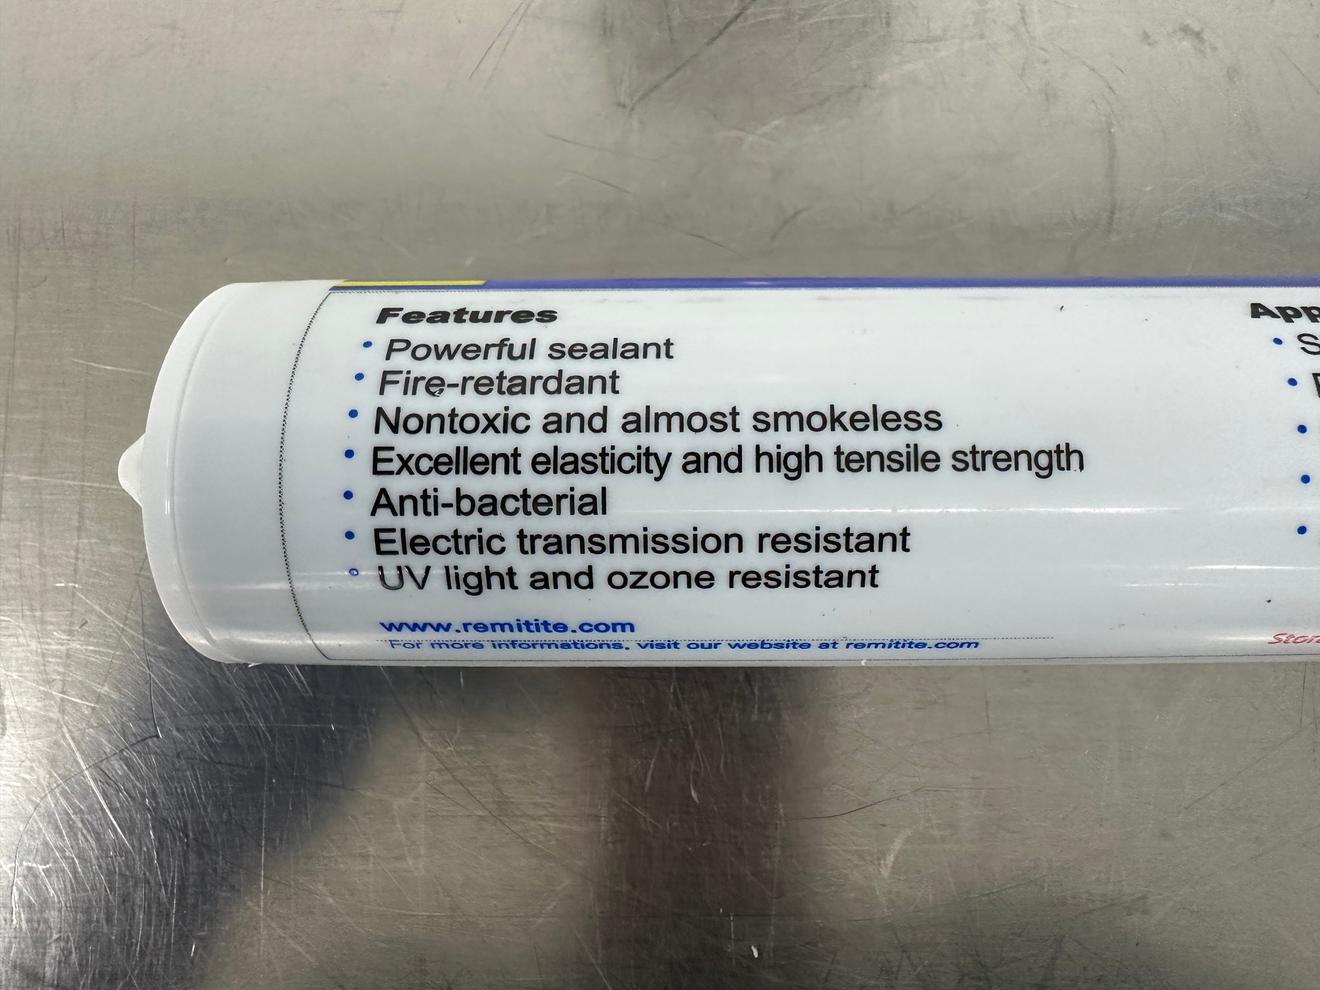 Features
• Powerful sealant
• Fire-retardant
• Nontoxic and almost smokeless
• Excellent elasticity and high tensile strength
• Anti-bacterial
• Electric transmission resistant
• UV light and ozone resistant
www.remitite.com
For more informations, visit our website at remitite.com